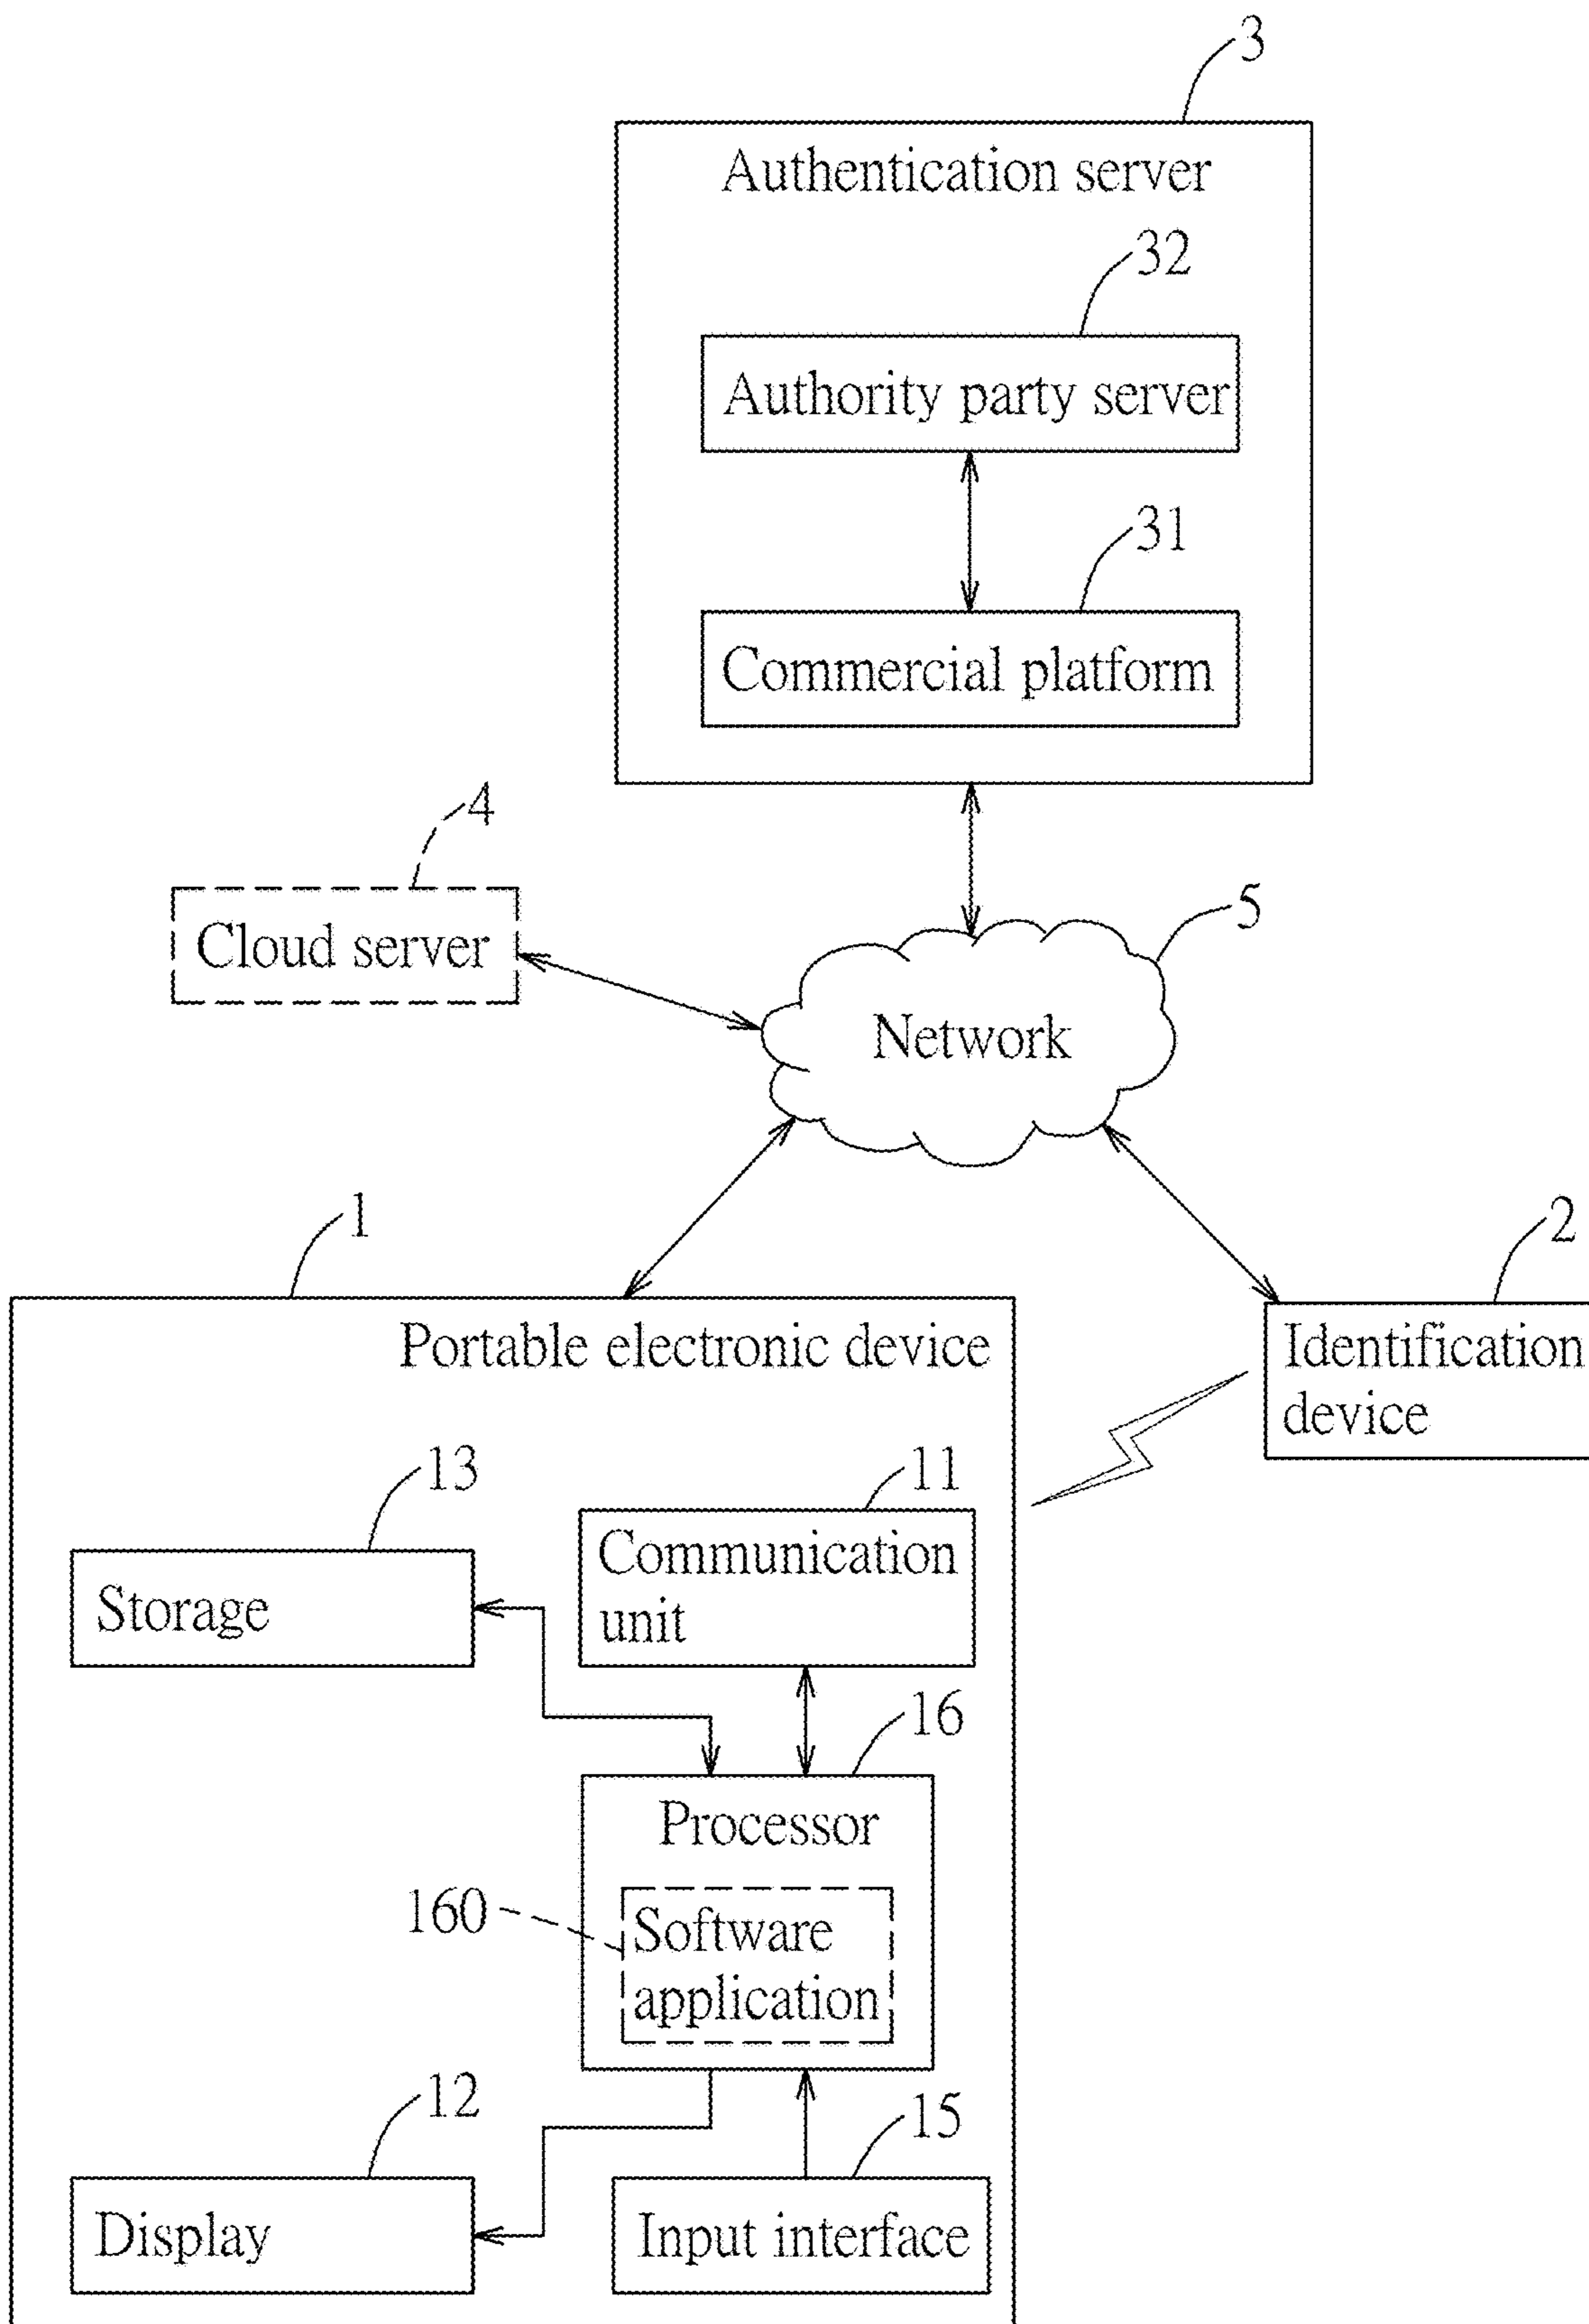 3
Authentication server
32
Authority party server
31
Commercial platform
4
Cloud server
5
Network
1
2
Portable electronic device
Identification
device
13
11
Storage
Communication
unit
16
Processor
160
Software
application
12
15
Display
Input interface